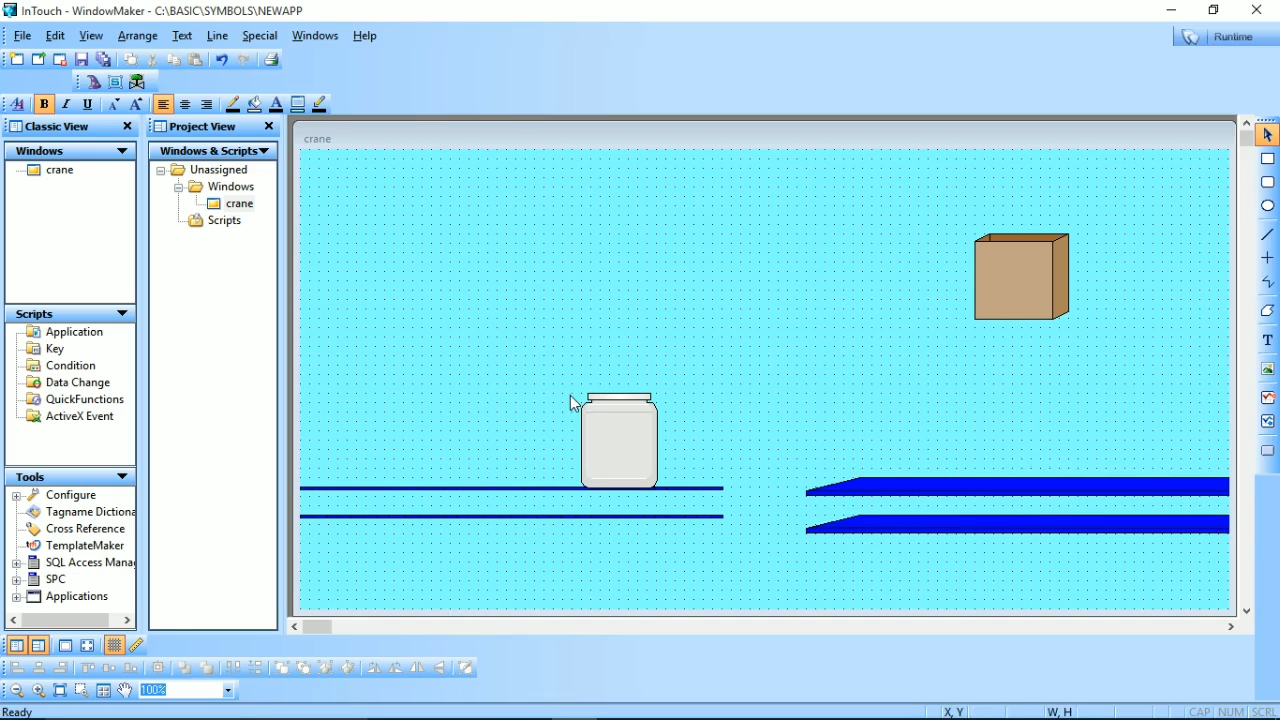 InTouch - WindowMaker - C:\BASIC\SYMBOLS\NEWAPP
File Edit View Arrange Text Line Special Windows Help
Runtime
B I U
Classic View
Project View
Windows
Windows & Scripts
crane
crane
Unassigned
Windows
crane
Scripts
Scripts
Application
Key
Condition
Data Change
QuickFunctions
ActiveX Event
Tools
Configure
Tagname Dictiona
Cross Reference
TemplateMaker
SQL Access Mana
SPC
Applications
T
100%
Ready
X, Y
W, H
CAP NUM SCRL